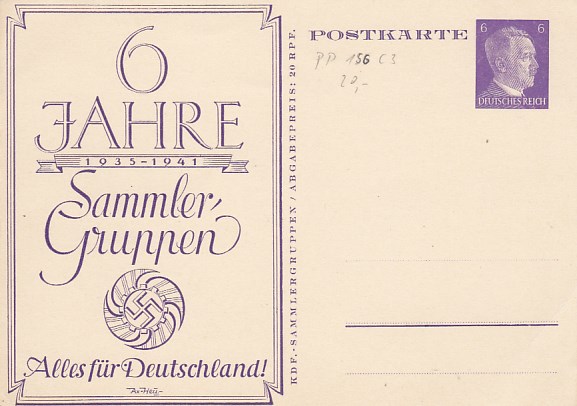 6
JAHRE
1935-1941
Sammler-
Gruppen
Alles für Deutschland!
KDF.-SAMMLERGRUPPEN / ABGABEPREIS: 20 RPF.
POSTKARTE
PP 156 C3
20,-
6 6
DEUTSCHES REICH